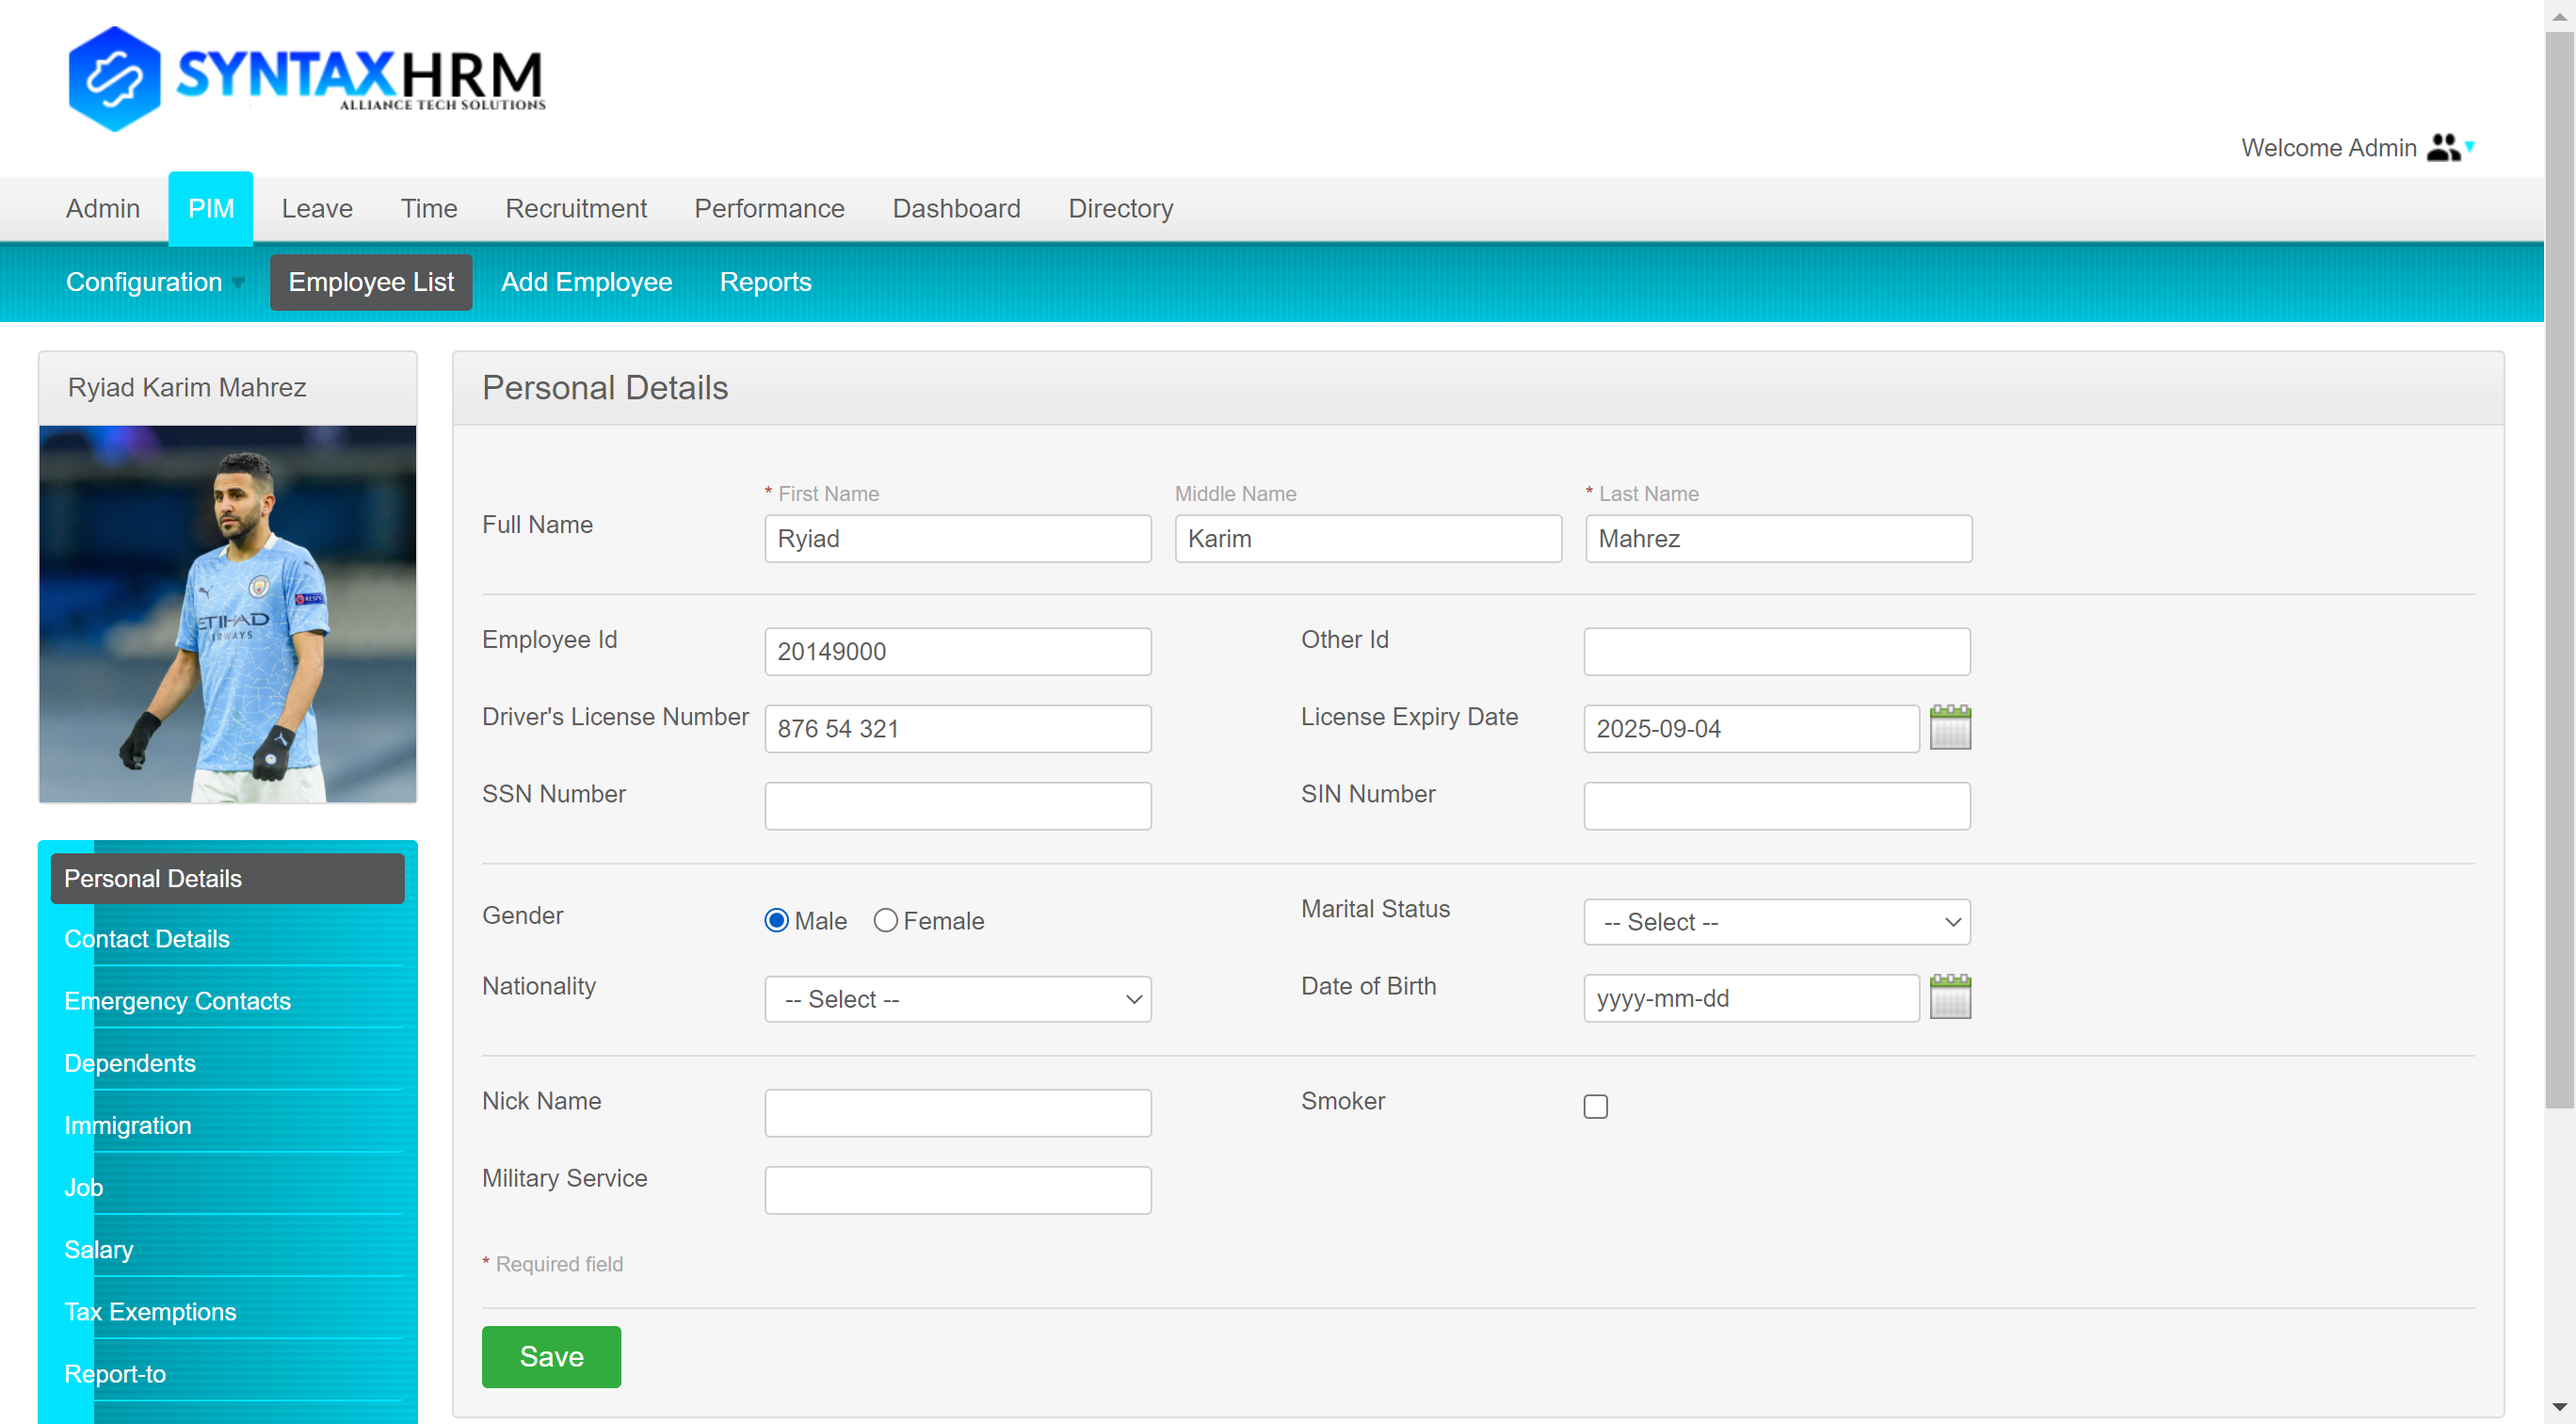 SYNTAXHRM
ALLIANCE TECH SOLUTIONS
Welcome Admin
Admin PIM Leave Time Recruitment Performance Dashboard Directory
Configuration Employee List Add Employee Reports
Ryiad Karim Mahrez
ETIHAD
AIRWAYS
RESPECT
Personal Details
Contact Details
Emergency Contacts
Dependents
Immigration
Job
Salary
Tax Exemptions
Report-to
Personal Details
* First Name Middle Name * Last Name
Full Name Ryiad Karim Mahrez
Employee Id 20149000 Other Id
Driver's License Number 876 54 321 License Expiry Date 2025-09-04
SSN Number SIN Number
Gender Male Female Marital Status -- Select --
Nationality -- Select -- Date of Birth yyyy-mm-dd
Nick Name Smoker
Military Service
* Required field
Save